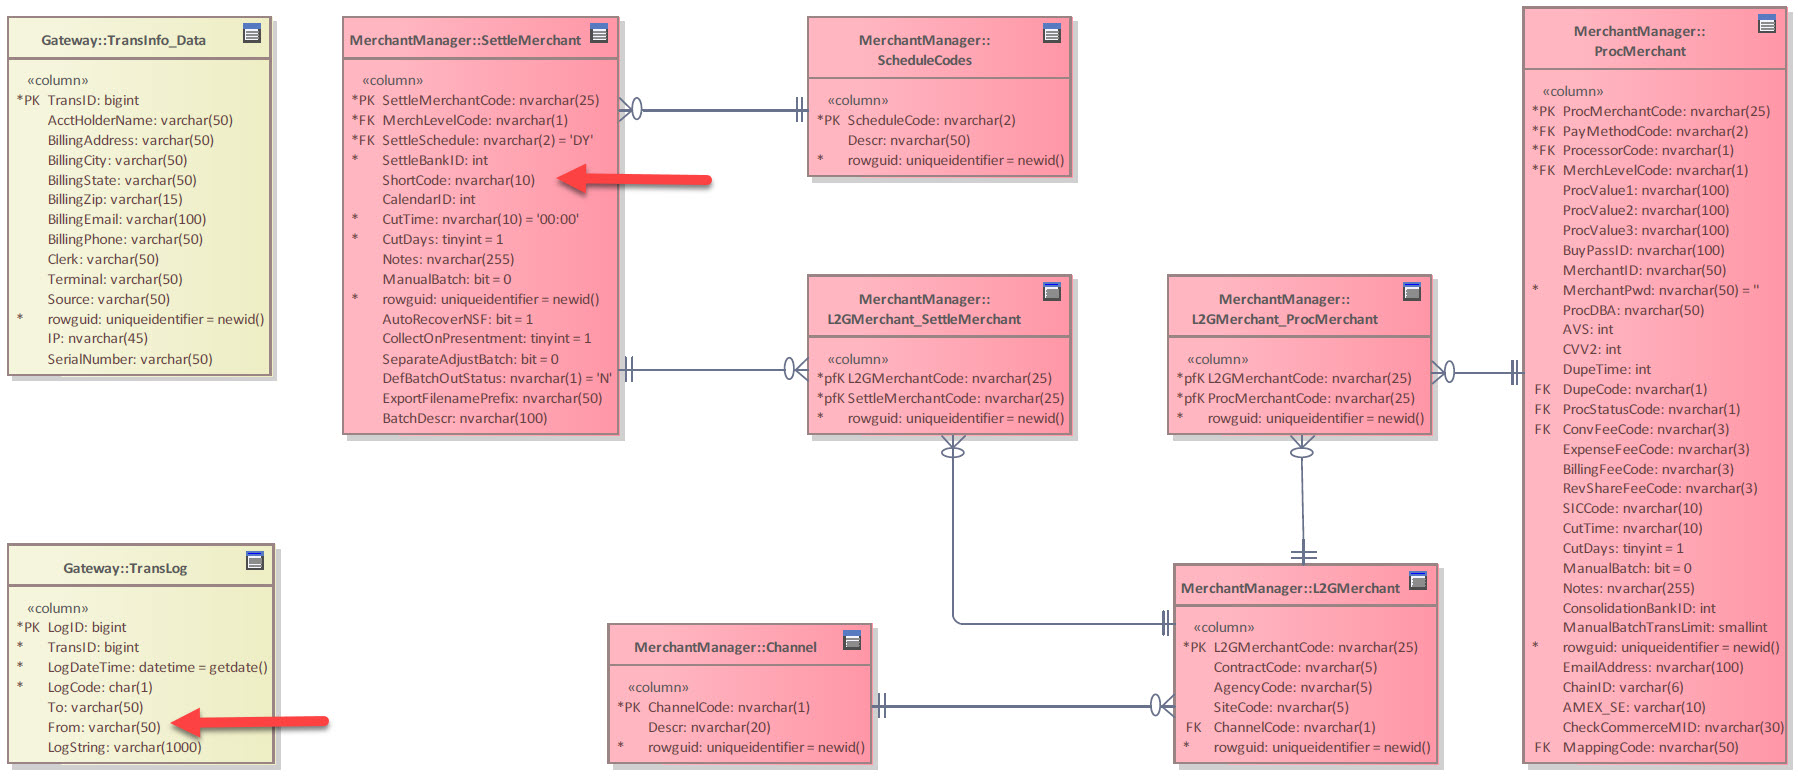 Gateway::TransInfo_Data
«column»
*PK TransID: bigint
AcctHolderName: varchar(50)
BillingAddress: varchar(50)
BillingCity: varchar(50)
BillingState: varchar(50)
BillingZip: varchar(15)
BillingEmail: varchar(100)
BillingPhone: varchar(50)
Clerk: varchar(50)
Terminal: varchar(50)
Source: varchar(50)
* rowguid: uniqueidentifier = newid()
IP: nvarchar(45)
SerialNumber: varchar(50)
MerchantManager::SettleMerchant
«column»
*PK SettleMerchantCode: nvarchar(25)
*FK MerchLevelCode: nvarchar(1)
*FK SettleSchedule: nvarchar(2) = 'DY'
* SettleBankID: int
ShortCode: nvarchar(10)
CalendarID: int
* CutTime: nvarchar(10) = '00:00'
* CutDays: tinyint = 1
Notes: nvarchar(255)
ManualBatch: bit = 0
* rowguid: uniqueidentifier = newid()
AutoRecoverNSF: bit = 1
CollectOnPresentment: tinyint = 1
SeparateAdjustBatch: bit = 0
DefBatchOutStatus: nvarchar(1) = 'N'
ExportFilenamePrefix: nvarchar(50)
BatchDescr: nvarchar(100)
MerchantManager::
ScheduleCodes
«column»
*PK ScheduleCode: nvarchar(2)
Descr: nvarchar(50)
* rowguid: uniqueidentifier = newid()
MerchantManager::
L2GMerchant_SettleMerchant
«column»
*pfK L2GMerchantCode: nvarchar(25)
*pfK SettleMerchantCode: nvarchar(25)
* rowguid: uniqueidentifier = newid()
MerchantManager::
L2GMerchant_ProcMerchant
«column»
*pfK L2GMerchantCode: nvarchar(25)
*pfK ProcMerchantCode: nvarchar(25)
* rowguid: uniqueidentifier = newid()
MerchantManager::
ProcMerchant
«column»
*PK ProcMerchantCode: nvarchar(25)
*FK PayMethodCode: nvarchar(2)
*FK ProcessorCode: nvarchar(1)
*FK MerchLevelCode: nvarchar(1)
ProcValue1: nvarchar(100)
ProcValue2: nvarchar(100)
ProcValue3: nvarchar(100)
BuyPassID: nvarchar(100)
MerchantID: nvarchar(50)
* MerchantPwd: nvarchar(50) = ''
ProcDBA: nvarchar(50)
AVS: int
CVV2: int
DupeTime: int
FK DupeCode: nvarchar(1)
FK ProcStatusCode: nvarchar(1)
FK ConvFeeCode: nvarchar(3)
ExpenseFeeCode: nvarchar(3)
BillingFeeCode: nvarchar(3)
RevShareFeeCode: nvarchar(3)
SICCode: nvarchar(10)
CutTime: nvarchar(10)
CutDays: tinyint = 1
ManualBatch: bit = 0
Notes: nvarchar(255)
ConsolidationBankID: int
ManualBatchTransLimit: smallint
* rowguid: uniqueidentifier = newid()
EmailAddress: nvarchar(100)
ChainID: varchar(6)
AMEX_SE: varchar(10)
CheckCommerceMID: nvarchar(30)
FK MappingCode: nvarchar(50)
Gateway::TransLog
«column»
*PK LogID: bigint
* TransID: bigint
* LogDateTime: datetime = getdate()
* LogCode: char(1)
To: varchar(50)
From: varchar(50)
LogString: varchar(1000)
MerchantManager::Channel
«column»
*PK ChannelCode: nvarchar(1)
Descr: nvarchar(20)
* rowguid: uniqueidentifier = newid()
MerchantManager::L2GMerchant
«column»
*PK L2GMerchantCode: nvarchar(25)
ContractCode: nvarchar(5)
AgencyCode: nvarchar(5)
SiteCode: nvarchar(5)
FK ChannelCode: nvarchar(1)
* rowguid: uniqueidentifier = newid()